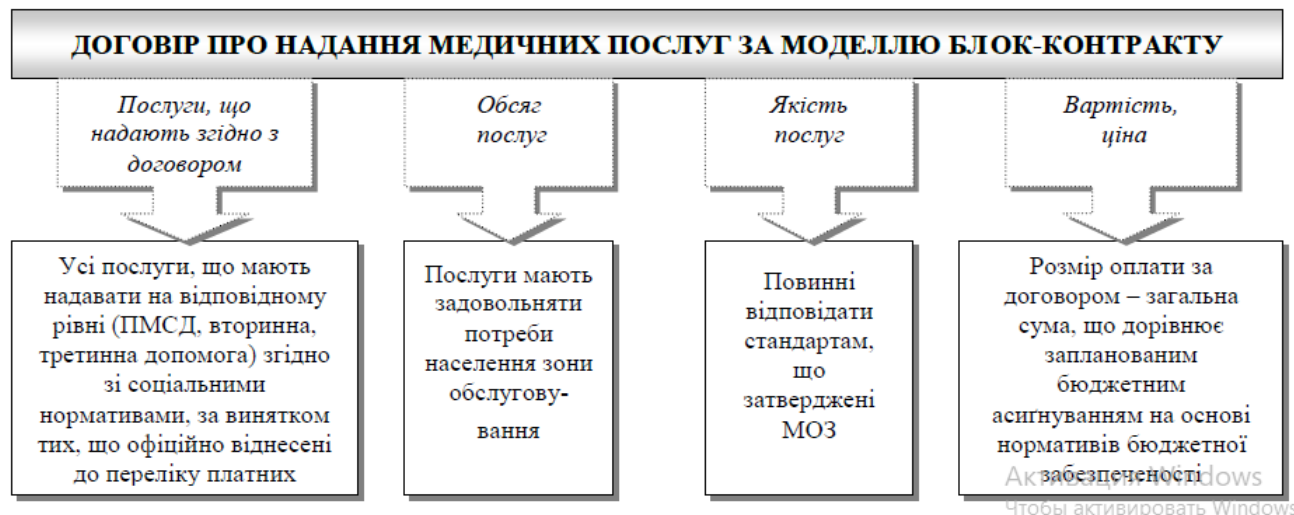 ДОГОВІР ПРО НАДАННЯ МЕДИЧНИХ ПОСЛУГ ЗА МОДЕЛЛЮ БЛОК-КОНТРАКТУ
Послуги, що
надають згідно з
договором
Обсяг
послуг
Якість
послуг
Вартість,
ціна
Усі послуги, що мають
надавати на відповідному
рівні (ПМСД, вторинна,
третинна допомога) згідно
зі соціальними
нормативами, за винятком
тих, що офіційно віднесені
до переліку платних
Послуги мають
задовольняти
потреби
населення зони
обслугову-
вання
Повинні
відповідати
стандартам,
що
затверджені
МОЗ
Розмір оплати за
договором – загальна
сума, що дорівнює
запланованим
бюджетним
асиґнуванням на основі
нормативів бюджетної
забезпеченості
Активация Windows
Чтобы активировать Windows